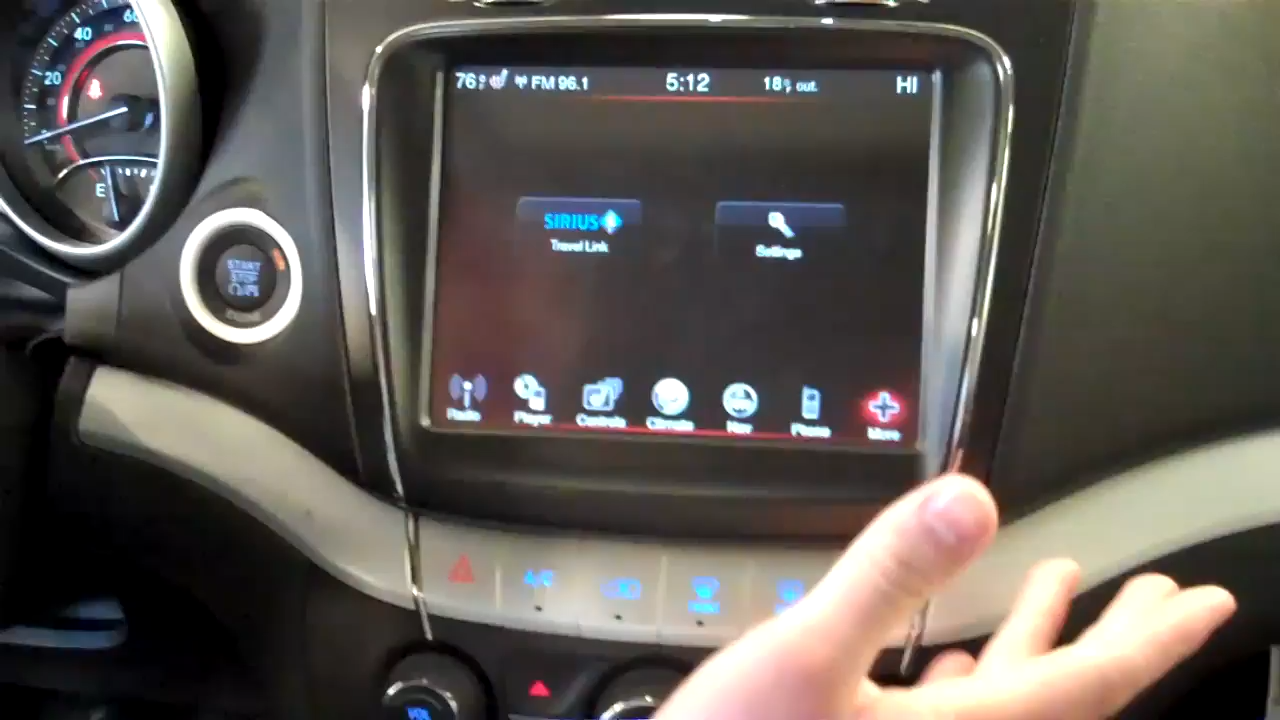 60
40
20
E
START
STOP
76° FM 96.1 5:12 18°F out. HI
SIRIUS
Travel Link
Settings
Radio Player Controls Climate Nav Phone More
A/C
VOL